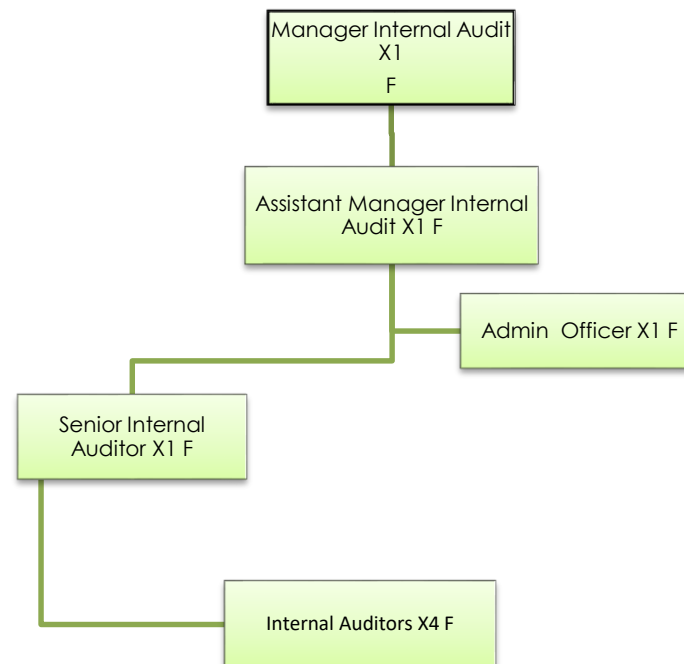 Manager Internal Audit
X1
F
Assistant Manager Internal
Audit X1 F
Admin  Officer X1 F
Senior Internal
Auditor X1 F
Internal Auditors X4 F